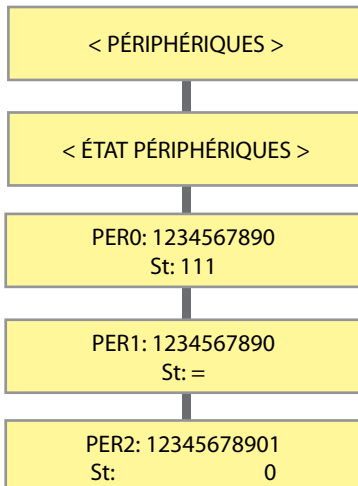 < PÉRIPHÉRIQUES >
< ÉTAT PÉRIPHÉRIQUES >
PER0: 1234567890
St: 111
PER1: 1234567890
St: =
PER2: 12345678901
St: 0